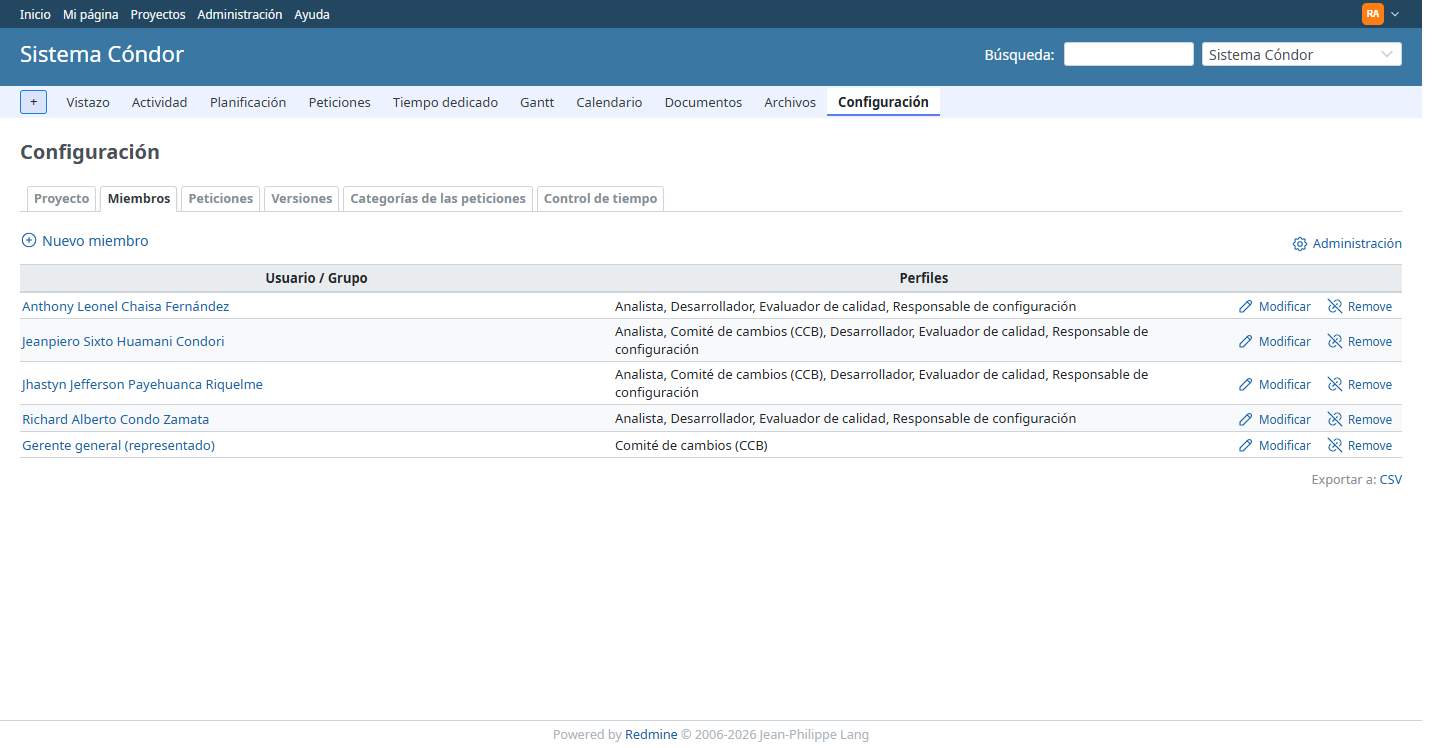 Inicio Mi página Proyectos Administración Ayuda RA
Sistema Cóndor Búsqueda: Sistema Cóndor
+ Vistazo Actividad Planificación Peticiones Tiempo dedicado Gantt Calendario Documentos Archivos Configuración
Configuración
Proyecto Miembros Peticiones Versiones Categorías de las peticiones Control de tiempo
Nuevo miembro Administración
Usuario / Grupo Perfiles
Anthony Leonel Chaisa Fernández Analista, Desarrollador, Evaluador de calidad, Responsable de configuración Modificar Remove
Jeanpiero Sixto Huamani Condori Analista, Comité de cambios (CCB), Desarrollador, Evaluador de calidad, Responsable de
configuración Modificar Remove
Jhastyn Jefferson Payehuanca Riquelme Analista, Comité de cambios (CCB), Desarrollador, Evaluador de calidad, Responsable de
configuración Modificar Remove
Richard Alberto Condo Zamata Analista, Desarrollador, Evaluador de calidad, Responsable de configuración Modificar Remove
Gerente general (representado) Comité de cambios (CCB) Modificar Remove
Exportar a: CSV
Powered by Redmine © 2006-2026 Jean-Philippe Lang